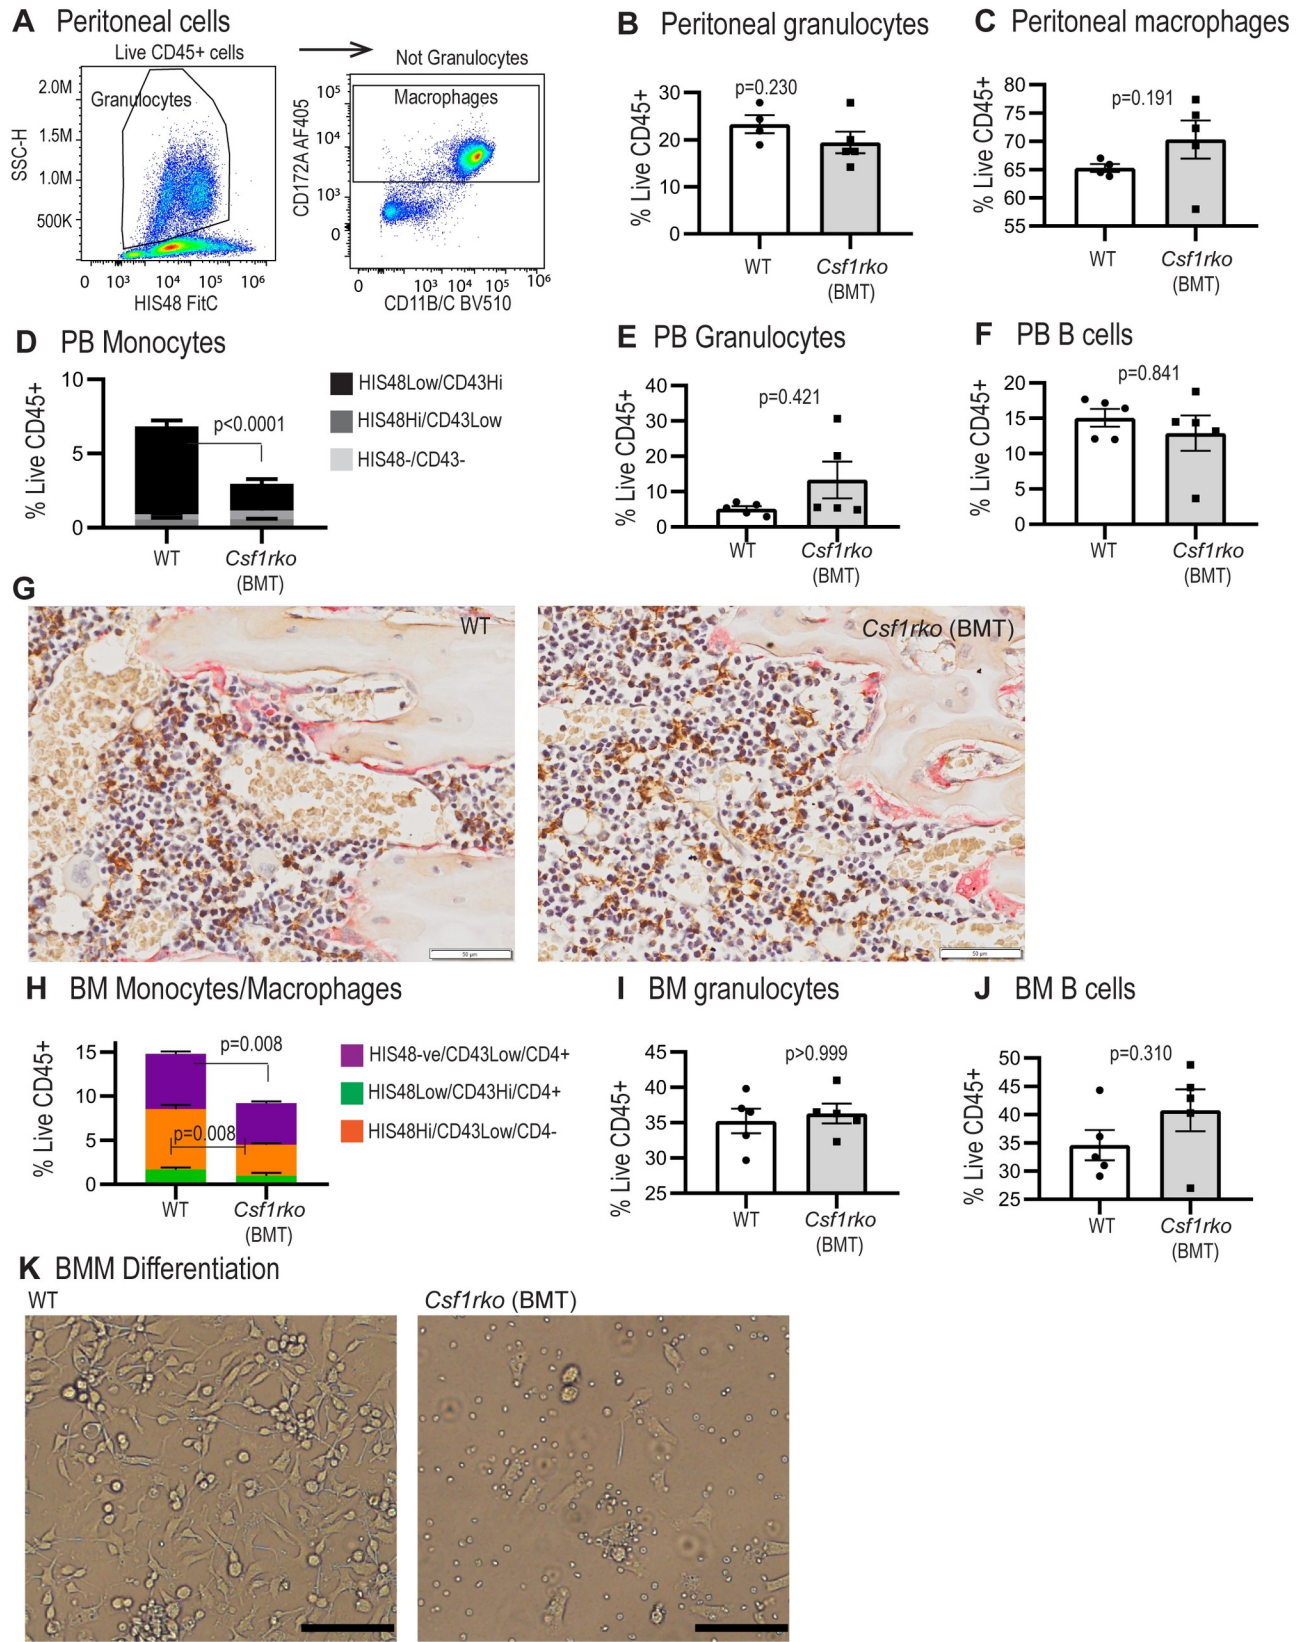 A Peritoneal cells
Live CD45+ cells
Not Granulocytes
Granulocytes
2.0M
1.5M
1.0M
500K
SSC-H
0 10³ 10⁴ 10⁵ 10⁶
HIS48 FitC
Macrophages
10⁵
10⁴
10³
0
CD172A AF405
0 10³ 10⁴ 10⁵ 10⁶
CD11B/C BV510
B Peritoneal granulocytes
p=0.230
30
20
10
0
% Live CD45+
WT
Csf1rko
(BMT)
C Peritoneal macrophages
p=0.191
80
75
70
65
60
55
% Live CD45+
WT
Csf1rko
(BMT)
D PB Monocytes
10
5
0
% Live CD45+
p<0.0001
WT
Csf1rko
(BMT)
HIS48Low/CD43Hi
HIS48Hi/CD43Low
HIS48-/CD43-
E PB Granulocytes
p=0.421
40
30
20
10
0
% Live CD45+
WT
Csf1rko
(BMT)
F PB B cells
p=0.841
20
15
10
5
0
% Live CD45+
WT
Csf1rko
(BMT)
G
WT
50 µm
Csf1rko (BMT)
50 µm
H BM Monocytes/Macrophages
15
10
5
0
% Live CD45+
p=0.008
p=0.008
WT
Csf1rko
(BMT)
HIS48-ve/CD43Low/CD4+
HIS48Low/CD43Hi/CD4+
HIS48Hi/CD43Low/CD4-
I BM granulocytes
p>0.999
45
40
35
30
25
% Live CD45+
WT
Csf1rko
(BMT)
J BM B cells
p=0.310
50
45
40
35
30
25
% Live CD45+
WT
Csf1rko
(BMT)
K BMM Differentiation
WT
Csf1rko (BMT)